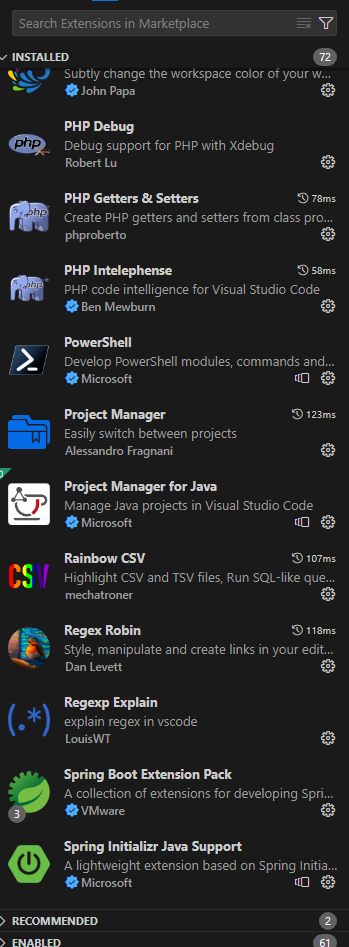 Search Extensions in Marketplace
INSTALLED 72
Subtly change the workspace color of your w...
John Papa
PHP Debug
Debug support for PHP with Xdebug
Robert Lu
PHP Getters & Setters 78ms
Create PHP getters and setters from class pro...
phproberto
PHP Intelephense 58ms
PHP code intelligence for Visual Studio Code
Ben Mewburn
PowerShell
Develop PowerShell modules, commands and...
Microsoft
Project Manager 123ms
Easily switch between projects
Alessandro Fragnani
Project Manager for Java
Manage Java projects in Visual Studio Code
Microsoft
CSV
Rainbow CSV 107ms
Highlight CSV and TSV files, Run SQL-like que...
mechatroner
Regex Robin 118ms
Style, manipulate and create links in your edit...
Dan Levett
(.*)
Regexp Explain
explain regex in vscode
LouisWT
Spring Boot Extension Pack
A collection of extensions for developing Spri...
3
VMware
Spring Initializr Java Support
A lightweight extension based on Spring Initia...
Microsoft
RECOMMENDED 2
ENABLED 61